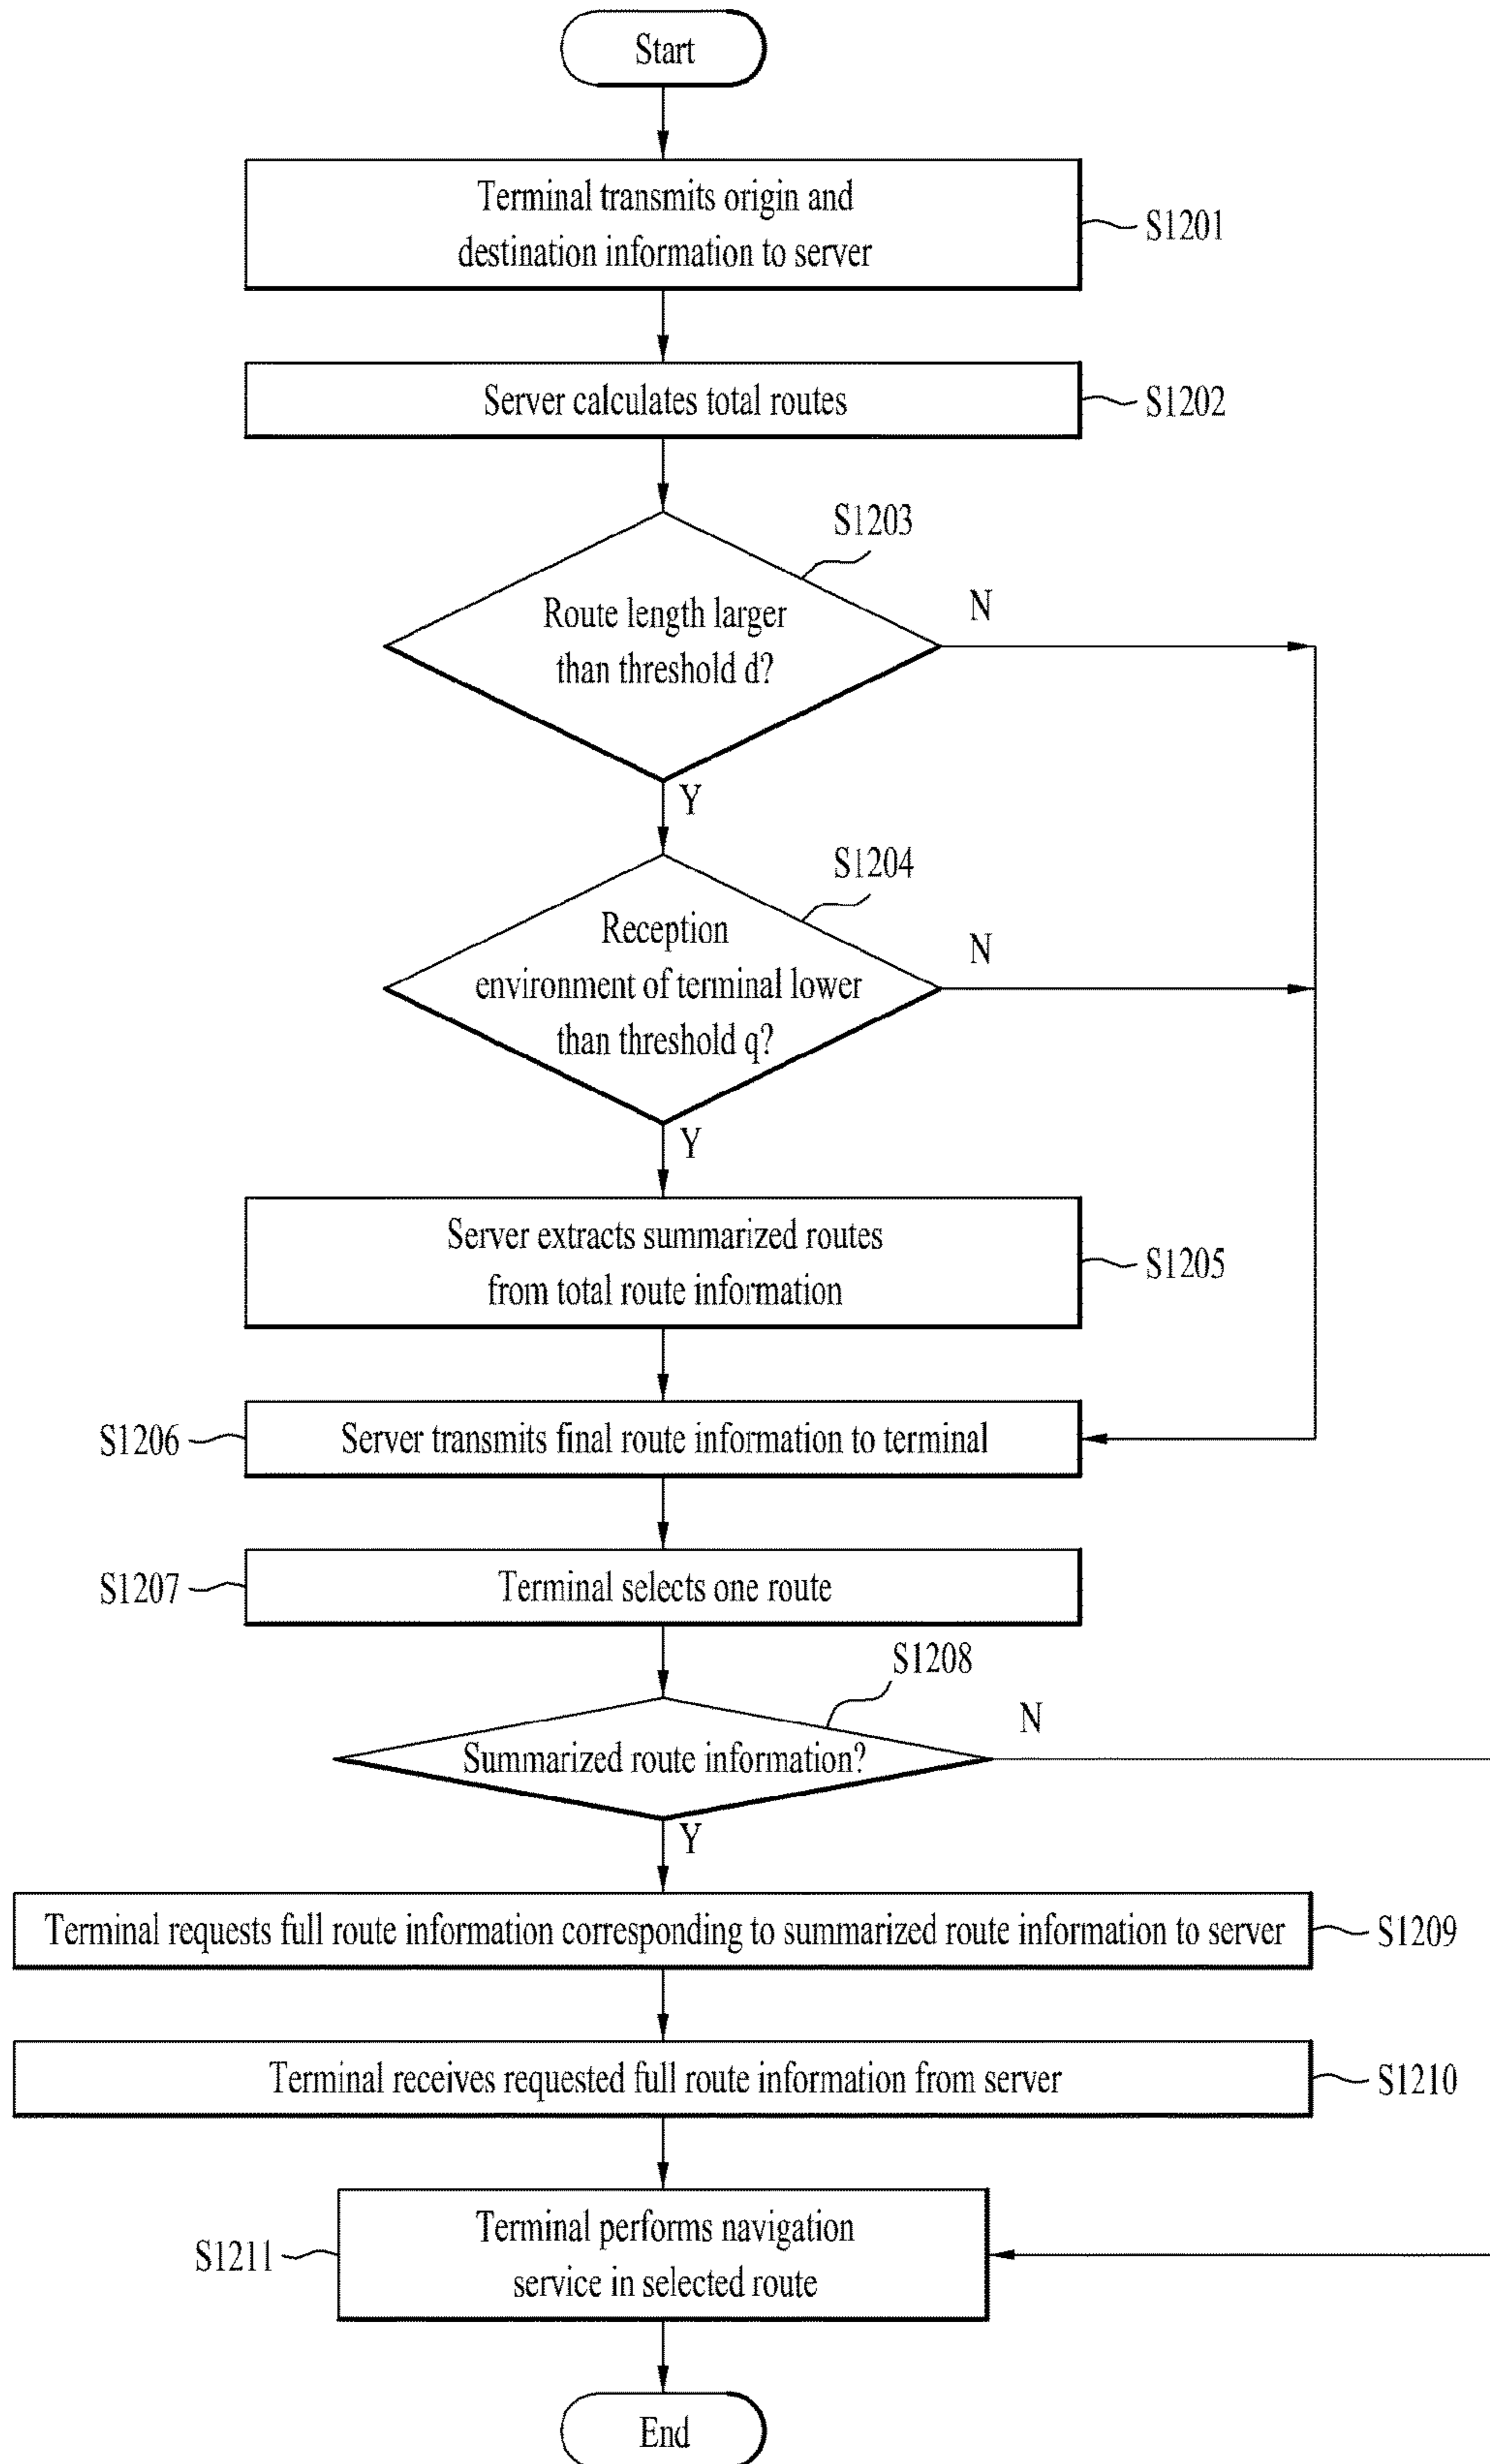 Start
Terminal transmits origin and
destination information to server
S1201
Server calculates total routes
S1202
S1203
Route length larger
than threshold d?
N
Y
S1204
Reception
environment of terminal lower
than threshold q?
N
Y
Server extracts summarized routes
from total route information
S1205
S1206
Server transmits final route information to terminal
S1207
Terminal selects one route
S1208
Summarized route information?
N
Y
Terminal requests full route information corresponding to summarized route information to server
S1209
Terminal receives requested full route information from server
S1210
S1211
Terminal performs navigation
service in selected route
End